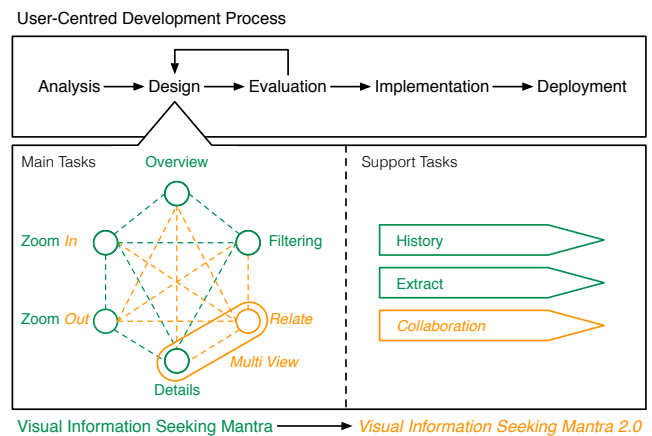 User-Centred Development Process
Analysis Design Evaluation Implementation Deployment
Main Tasks
Overview
Support Tasks
Zoom In
Filtering
History
Extract
Zoom Out
Relate
Collaboration
Multi View
Details
Visual Information Seeking Mantra
Visual Information Seeking Mantra 2.0